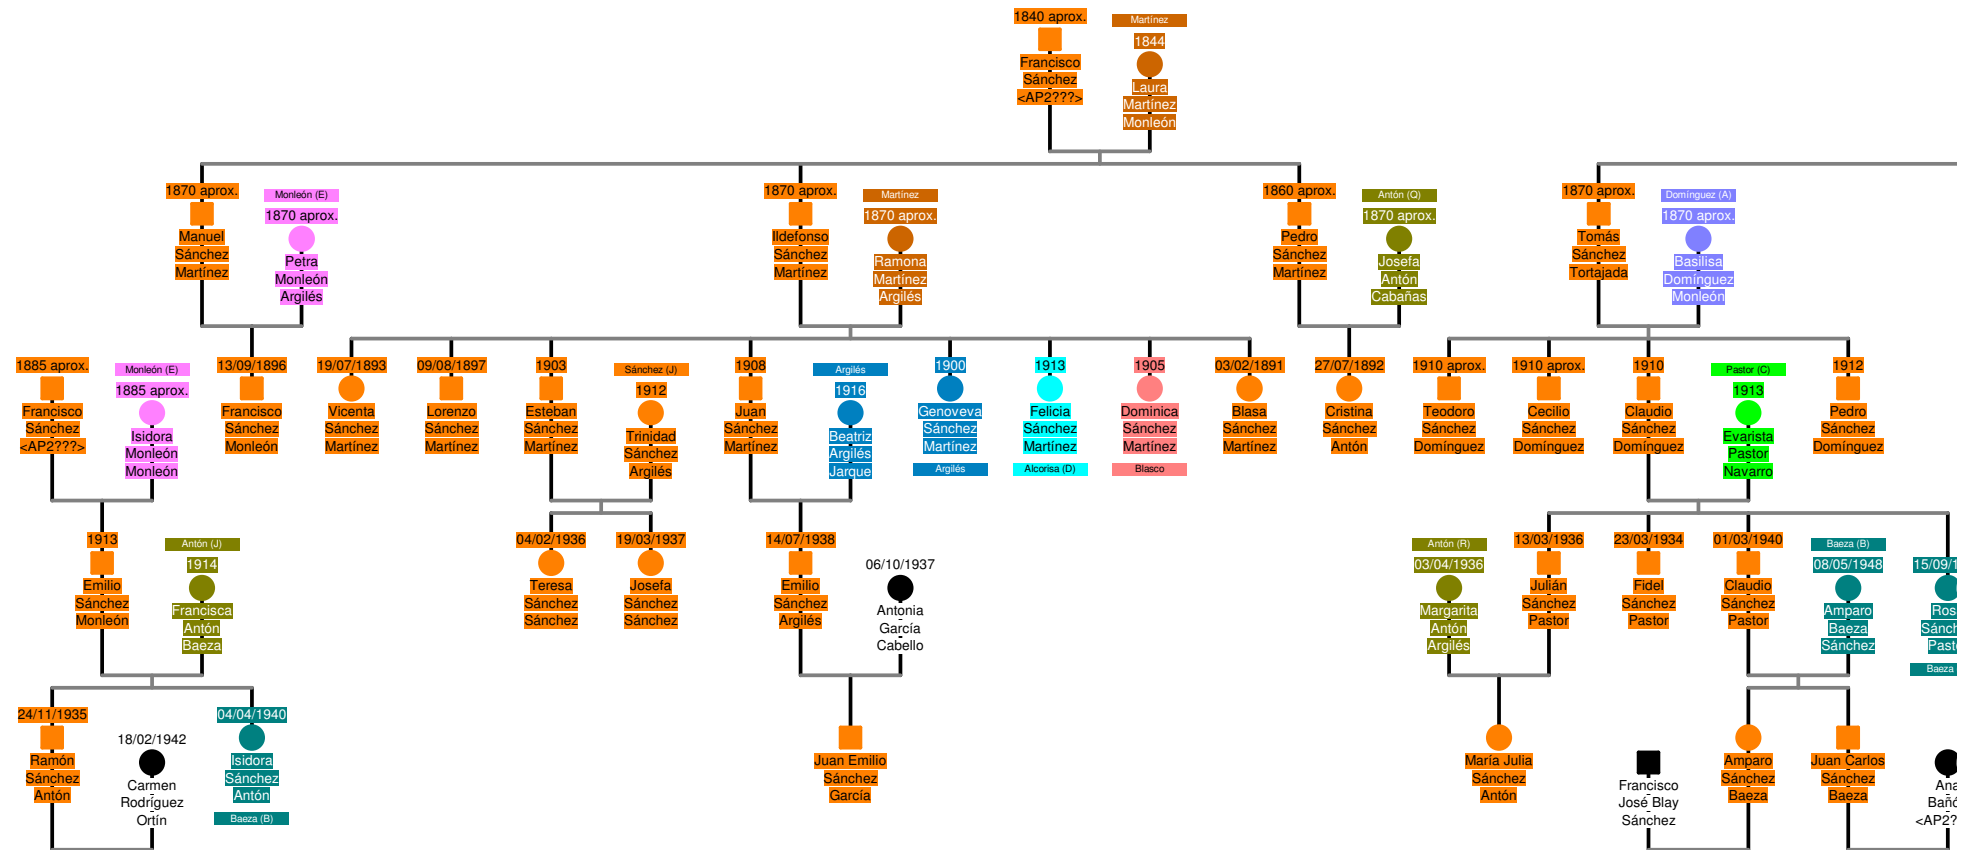 1840 aprox.
Francisco
Sánchez
<AP2???>
Martínez
1844
Laura
Martínez
Monleón
1870 aprox.
Manuel
Sánchez
Martínez
Monleón (E)
1870 aprox.
Petra
Monleón
Argilés
1870 aprox.
Ildefonso
Sánchez
Martínez
Martínez
1870 aprox.
Ramona
Martínez
Argilés
1860 aprox.
Pedro
Sánchez
Martínez
Antón (Q)
1870 aprox.
Josefa
Antón
Cabañas
1870 aprox.
Tomás
Sánchez
Tortajada
Domínguez (A)
1870 aprox.
Basilisa
Domínguez
Monleón
1885 aprox.
Francisco
Sánchez
<AP2???>
Monleón (E)
1885 aprox.
Isidora
Monleón
Monleón
13/09/1896
Francisco
Sánchez
Monleón
19/07/1893
Vicenta
Sánchez
Martínez
09/08/1897
Lorenzo
Sánchez
Martínez
1903
Esteban
Sánchez
Martínez
Sánchez (J)
1912
Trinidad
Sánchez
Argilés
1908
Juan
Sánchez
Martínez
Argilés
1916
Beatriz
Argilés
Jarque
1900
Genoveva
Sánchez
Martínez
Argilés
1913
Felicia
Sánchez
Martínez
Alcorisa (D)
1905
Dominica
Sánchez
Martínez
Blasco
03/02/1891
Blasa
Sánchez
Martínez
27/07/1892
Cristina
Sánchez
Antón
1910 aprox.
Teodoro
Sánchez
Domínguez
1910 aprox.
Cecilio
Sánchez
Domínguez
1910
Claudio
Sánchez
Domínguez
Pastor (C)
1913
Evarista
Pastor
Navarro
1912
Pedro
Sánchez
Domínguez
1913
Emilio
Sánchez
Monleón
Antón (J)
1914
Francisca
Antón
Baeza
04/02/1936
Teresa
Sánchez
Sánchez
19/03/1937
Josefa
Sánchez
Sánchez
14/07/1938
Emilio
Sánchez
Argilés
06/10/1937
Antonia
García
Cabello
Antón (R)
03/04/1936
Margarita
Antón
Argilés
13/03/1936
Julián
Sánchez
Pastor
23/03/1934
Fidel
Sánchez
Pastor
01/03/1940
Claudio
Sánchez
Pastor
Baeza (B)
08/05/1948
Amparo
Baeza
Sánchez
15/09/1
Ros
Sánch
Past
Baeza
24/11/1935
Ramón
Sánchez
Antón
18/02/1942
Carmen
Rodríguez
Ortín
04/04/1940
Isidora
Sánchez
Antón
Baeza (B)
Juan Emilio
Sánchez
García
María Julia
Sánchez
Antón
Francisco
José Blay
Sánchez
Amparo
Sánchez
Baeza
Juan Carlos
Sánchez
Baeza
Ana
Bañó
<AP2?